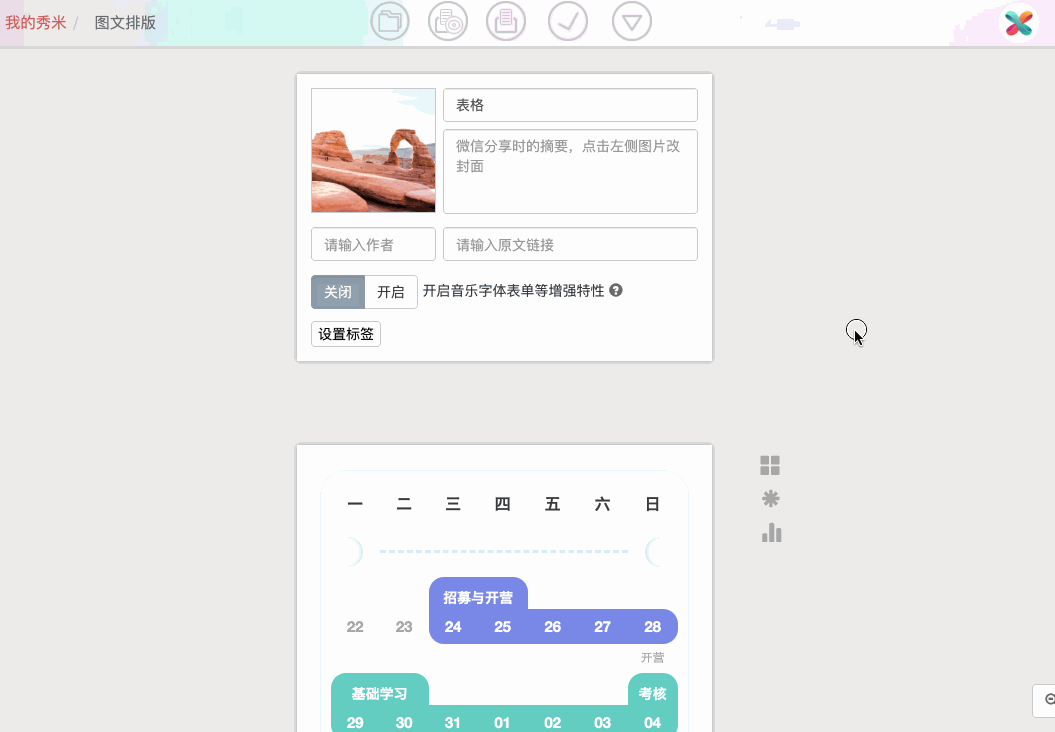 我的秀米 / 图文排版
表格
微信分享时的摘要，点击左侧图片改
封面
请输入作者 请输入原文链接
关闭 开启 开启音乐字体表单等增强特性
设置标签
一 二 三 四 五 六 日
招募与开营
22 23 24 25 26 27 28
开营
基础学习 考核
29 30 31 01 02 03 04